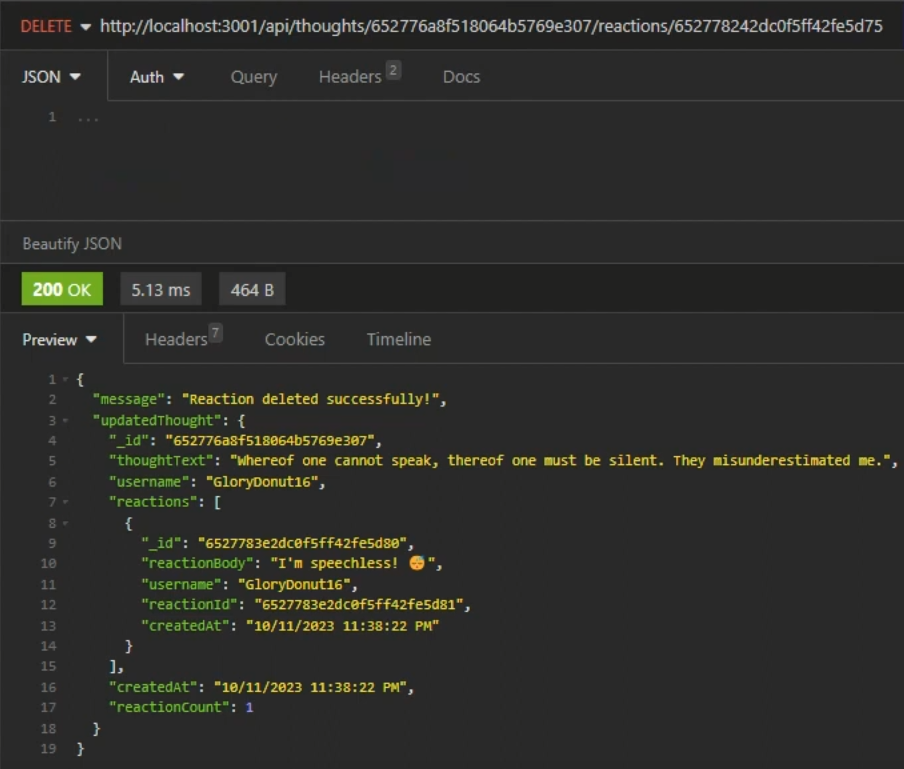 DELETE http://localhost:3001/api/thoughts/652776a8f518064b5769e307/reactions/652778242dc0f5ff42fe5d75
JSON Auth Query Headers 2 Docs
1 ...
Beautify JSON
200 OK 5.13 ms 464 B
Preview Headers 7 Cookies Timeline
1 {
2 "message": "Reaction deleted successfully!",
3 "updatedThought": {
4 "_id": "652776a8f518064b5769e307",
5 "thoughtText": "Whereof one cannot speak, thereof one must be silent. They misunderestimated me.",
6 "username": "GloryDonut16",
7 "reactions": [
8 {
9 "_id": "6527783e2dc0f5ff42fe5d80",
10 "reactionBody": "I'm speechless! 😴",
11 "username": "GloryDonut16",
12 "reactionId": "6527783e2dc0f5ff42fe5d81",
13 "createdAt": "10/11/2023 11:38:22 PM"
14 }
15 ],
16 "createdAt": "10/11/2023 11:38:22 PM",
17 "reactionCount": 1
18 }
19 }